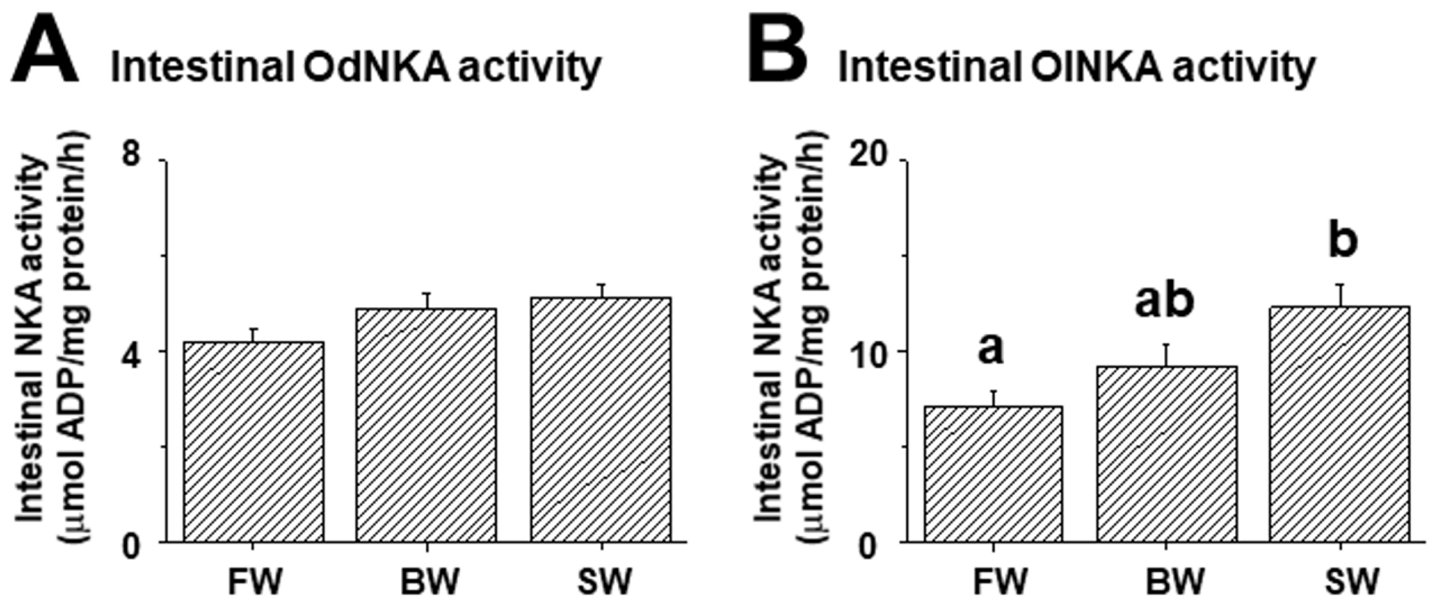 A Intestinal OdNKA activity
Intestinal NKA activity
(μmol ADP/mg protein/h)
8
4
0
FW BW SW
B Intestinal OlNKA activity
Intestinal NKA activity
(μmol ADP/mg protein/h)
20
10
0
a
ab
b
FW BW SW